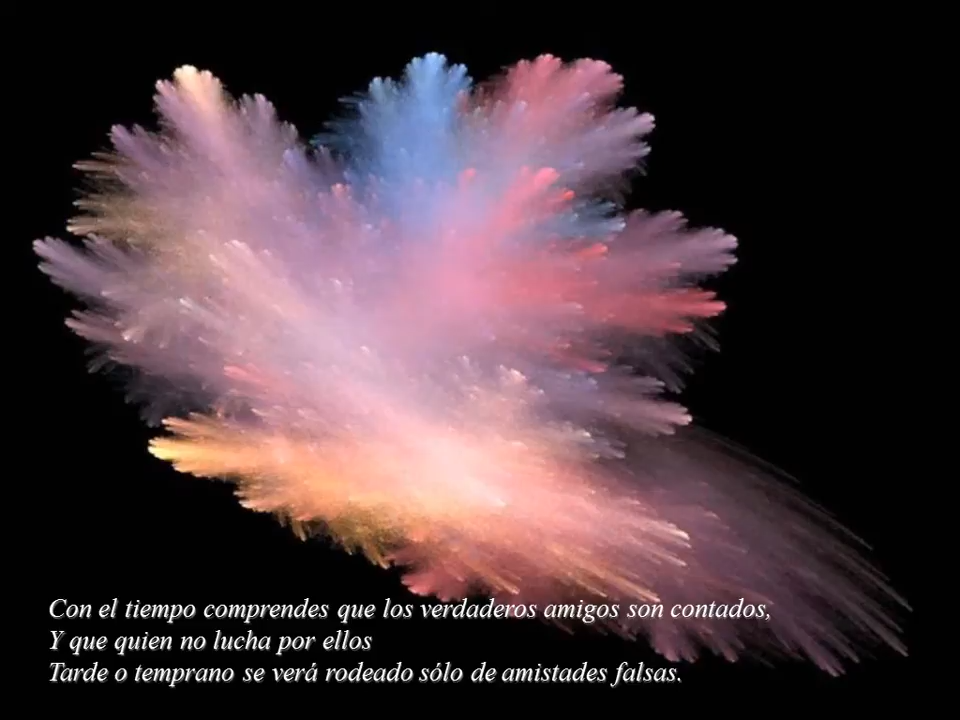 Con el tiempo comprendes que los verdaderos amigos son contados,
Y que quien no lucha por ellos
Tarde o temprano se verá rodeado sólo de amistades falsas.